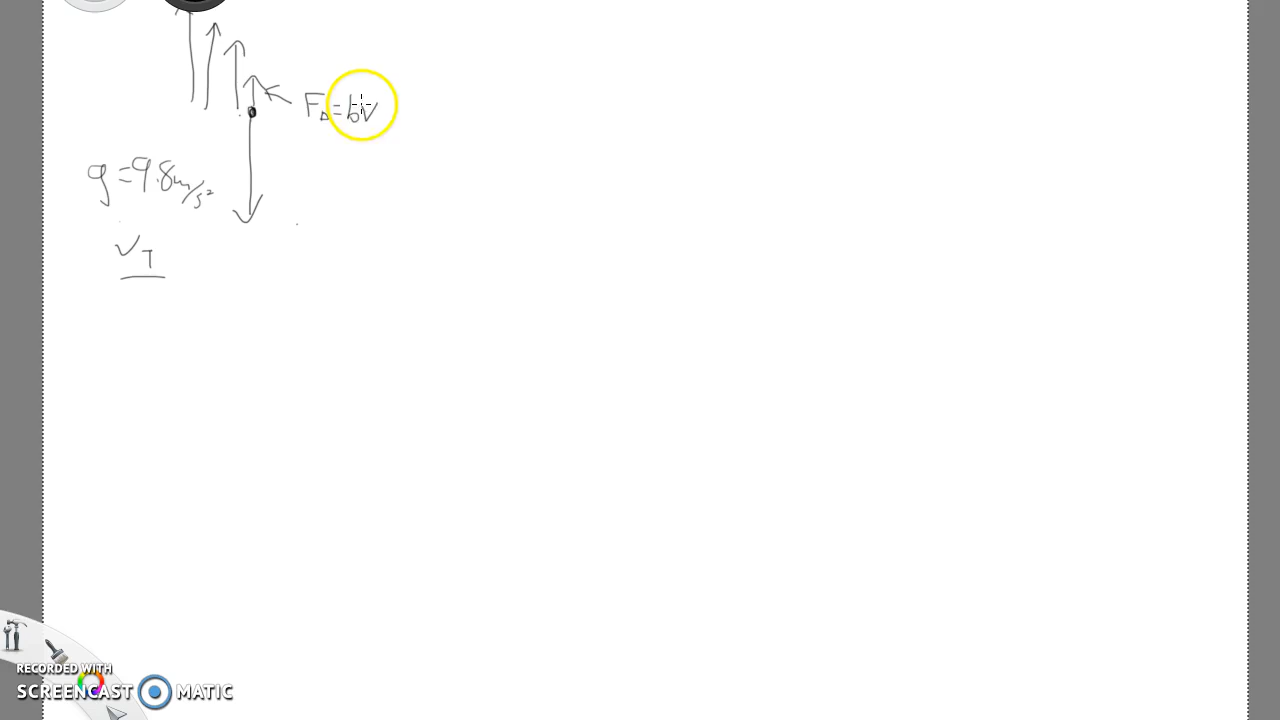 F_D = bv
g = 9.8 m/s²
v_T
RECORDED WITH
SCREENCAST MATIC